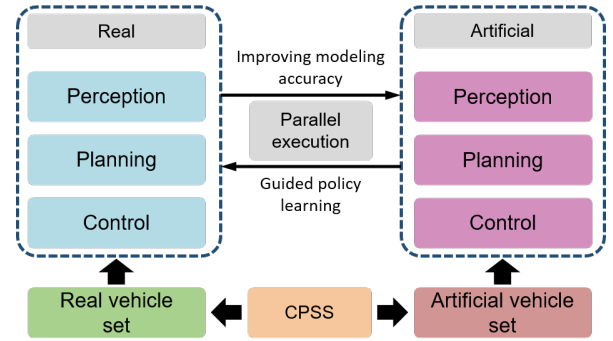 Real
Perception
Planning
Control
Real vehicle
set
Improving modeling
accuracy
Parallel
execution
Guided policy
learning
CPSS
Artificial
Perception
Planning
Control
Artificial vehicle
set